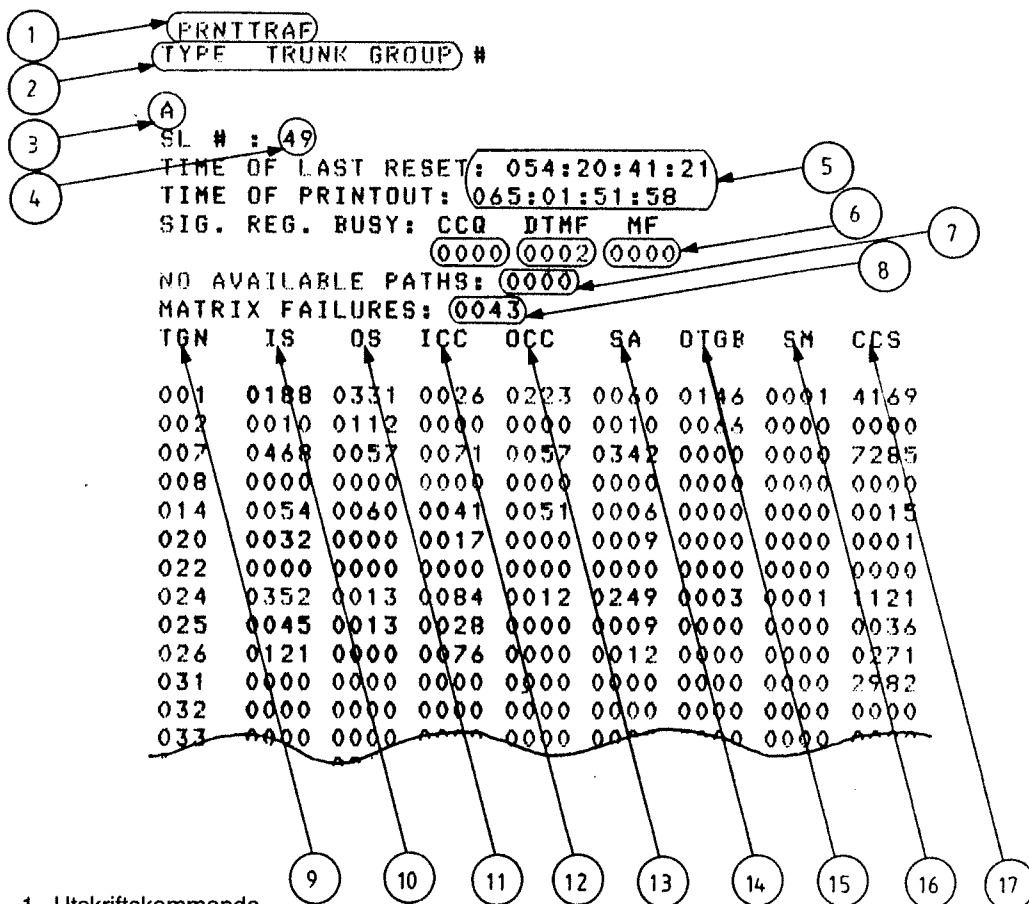 1
PRNTTRAF
TYPE TRUNK GROUP #
2
A
3
SL # : 49
4
TIME OF LAST RESET: 054:20:41:21
5
TIME OF PRINTOUT: 065:01:51:58
6
SIG. REG. BUSY: CCQ DTMF MF
7
0000 0002 0000
8
NO AVAILABLE PATHS: 0000
MATRIX FAILURES: 0043
TGN IS OS ICC OCC SA OTGB SM CCS
001 0188 0331 0026 0223 0060 0146 0001 4169
002 0010 0112 0000 0000 0010 0066 0000 0000
007 0468 0057 0071 0057 0342 0000 0000 7285
008 0000 0000 0000 0000 0000 0000 0000 0000
014 0054 0060 0041 0051 0006 0000 0000 0015
020 0032 0000 0017 0000 0009 0000 0000 0001
022 0000 0000 0000 0000 0000 0000 0000 0000
024 0352 0013 0084 0012 0249 0003 0001 1121
025 0045 0013 0028 0000 0009 0000 0000 0036
026 0121 0000 0076 0000 0012 0000 0000 0271
031 0000 0000 0000 0000 0000 0000 0000 2982
032 0000 0000 0000 0000 0000 0000 0000 0000
033 0000 0000 0000 0000
9 10 11 12 13 14 15 16 17
1 Utskriftskommando